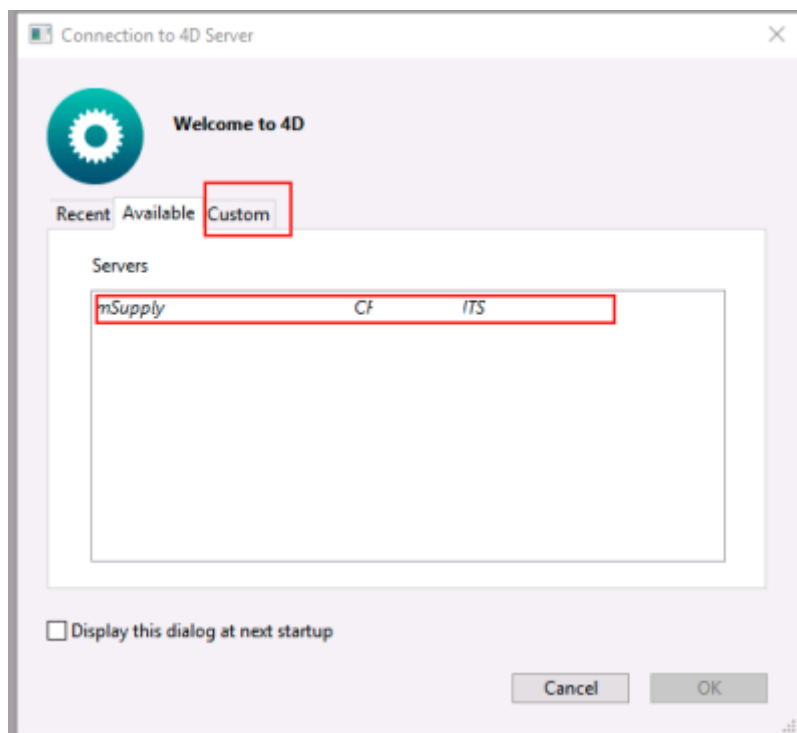 Connection to 4D Server
Welcome to 4D
Recent Available Custom
Servers
mSupply
Display this dialog at next startup
Cancel OK